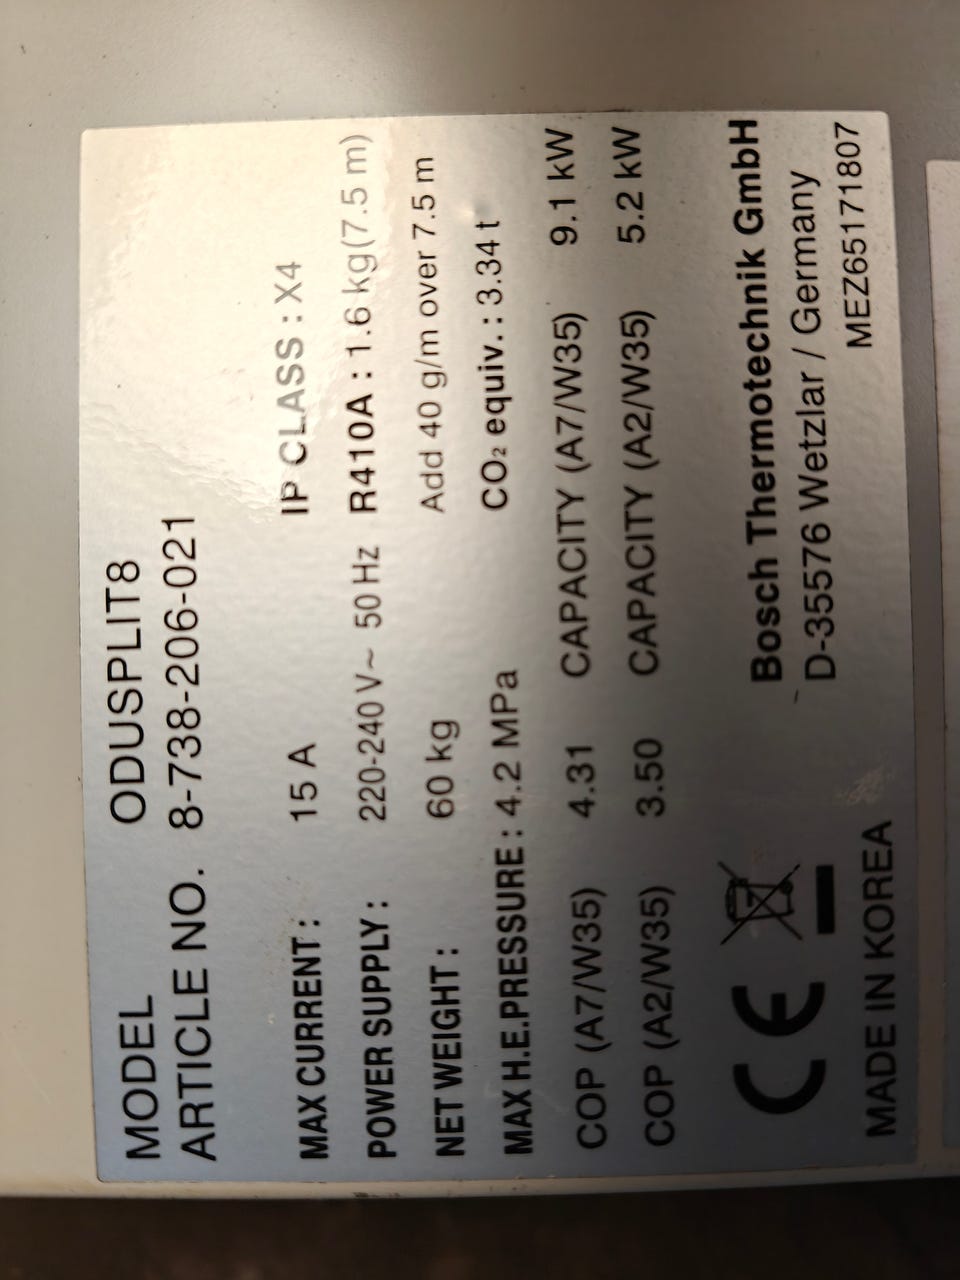 MODEL ODUSPLIT8
ARTICLE NO. 8-738-206-021
MAX CURRENT : 15 A IP CLASS : X4
POWER SUPPLY : 220-240 V~ 50 Hz R410A : 1.6 kg(7.5 m)
NET WEIGHT : 60 kg Add 40 g/m over 7.5 m
MAX H.E.PRESSURE : 4.2 MPa CO₂ equiv. : 3.34 t
COP (A7/W35) 4.31 CAPACITY (A7/W35) 9.1 kW
COP (A2/W35) 3.50 CAPACITY (A2/W35) 5.2 kW
CE
Bosch Thermotechnik GmbH
D-35576 Wetzlar / Germany
MADE IN KOREA MEZ65171807